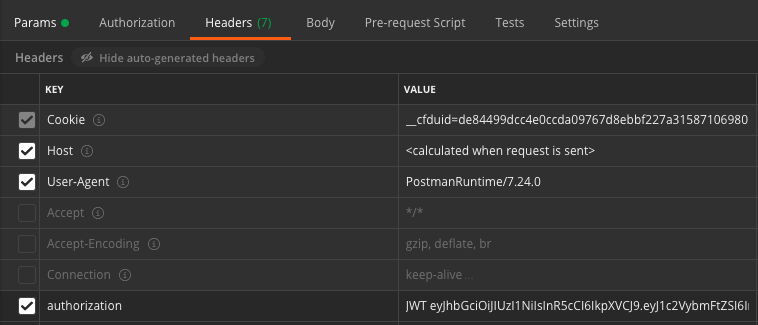 Params Authorization Headers (7) Body Pre-request Script Tests Settings
Headers Hide auto-generated headers
KEY VALUE
Cookie __cfduid=de84499dcc4e0ccda09767d8ebbf227a31587106980
Host <calculated when request is sent>
User-Agent PostmanRuntime/7.24.0
Accept */*
Accept-Encoding gzip, deflate, br
Connection keep-alive...
authorization JWT eyJhbGciOiJIUzI1NiIsInR5cCI6IkpXVCJ9.eyJ1c2VybmFtZSI6I